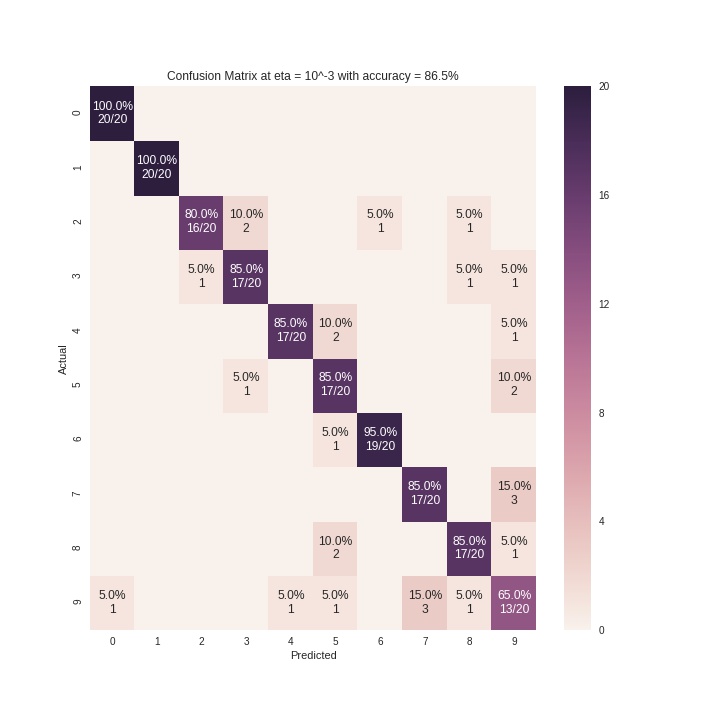 Confusion Matrix at eta = 10^-3 with accuracy = 86.5%
0 100.0% 20
20/20
1 100.0%
20/20
16
2 80.0% 10.0% 5.0% 5.0%
16/20 2 1 1
3 5.0% 85.0% 5.0% 5.0%
1 17/20 1 1
12
4 85.0% 10.0% 5.0%
17/20 2 1
Actual
5 5.0% 85.0% 10.0%
1 17/20 2
8
6 5.0% 95.0%
1 19/20
7 85.0% 15.0%
17/20 3
4
8 10.0% 85.0% 5.0%
2 17/20 1
9 5.0% 5.0% 5.0% 15.0% 5.0% 65.0%
1 1 1 3 1 13/20
0
0 1 2 3 4 5 6 7 8 9
Predicted